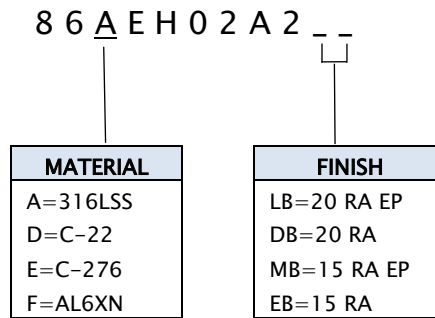 8 6 A E H 0 2 A 2 _ _
MATERIAL
A=316LSS
D=C-22
E=C-276
F=AL6XN
FINISH
LB=20 RA EP
DB=20 RA
MB=15 RA EP
EB=15 RA